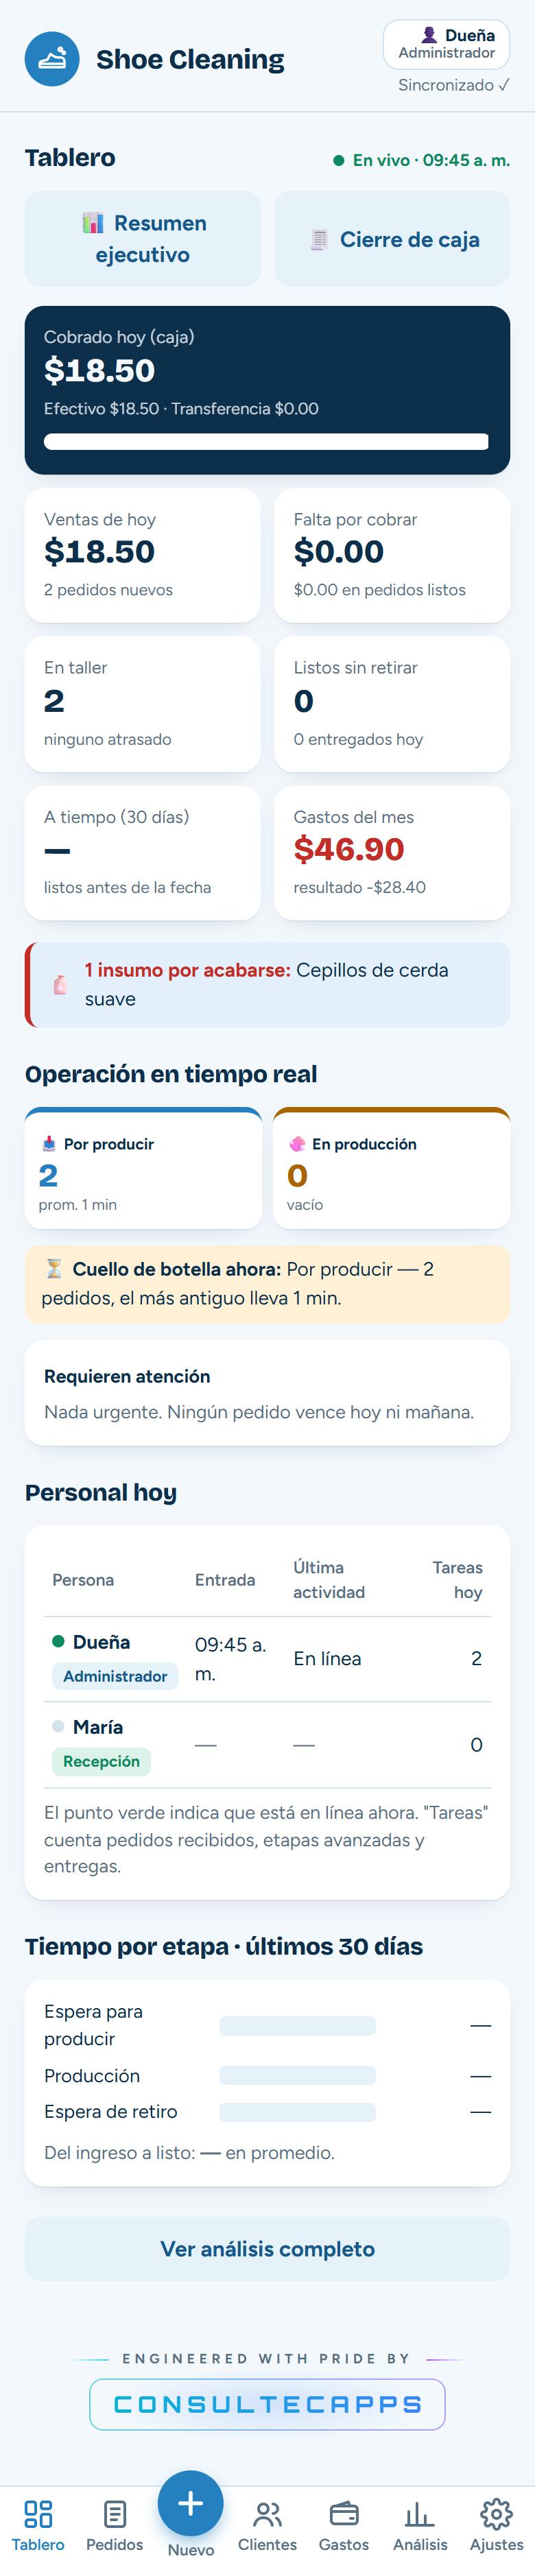 Shoe Cleaning
👤 Dueña
Administrador
Sincronizado ✓
Tablero
● En vivo · 09:45 a. m.
📊 Resumen
ejecutivo
🧾 Cierre de caja
Cobrado hoy (caja)
$18.50
Efectivo $18.50 · Transferencia $0.00
Ventas de hoy
$18.50
2 pedidos nuevos
Falta por cobrar
$0.00
$0.00 en pedidos listos
En taller
2
ninguno atrasado
Listos sin retirar
0
0 entregados hoy
A tiempo (30 días)
—
listos antes de la fecha
Gastos del mes
$46.90
resultado -$28.40
🧴 1 insumo por acabarse: Cepillos de cerda
suave
Operación en tiempo real
📥 Por producir
2
prom. 1 min
🧼 En producción
0
vacío
⏳ Cuello de botella ahora: Por producir — 2
pedidos, el más antiguo lleva 1 min.
Requieren atención
Nada urgente. Ningún pedido vence hoy ni mañana.
Personal hoy
Persona
Entrada
Última
actividad
Tareas
hoy
● Dueña
Administrador
09:45 a.
m.
En línea
2
● María
Recepción
—
—
0
El punto verde indica que está en línea ahora. "Tareas"
cuenta pedidos recibidos, etapas avanzadas y
entregas.
Tiempo por etapa · últimos 30 días
Espera para
producir
—
Producción
—
Espera de retiro
—
Del ingreso a listo: — en promedio.
Ver análisis completo
ENGINEERED WITH PRIDE BY
CONSULTECAPPS
Tablero
Pedidos
Nuevo
Clientes
Gastos
Análisis
Ajustes